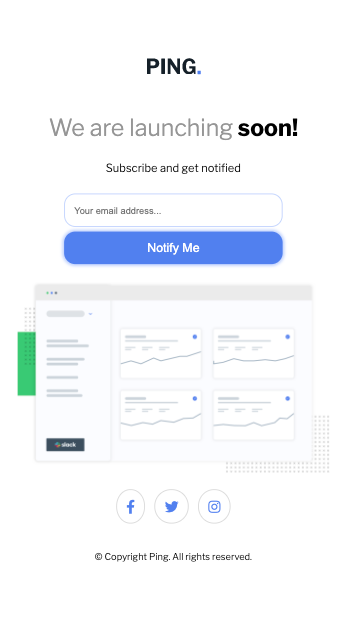 PING.
We are launching soon!
Subscribe and get notified
Your email address...
Notify Me
slack
© Copyright Ping. All rights reserved.